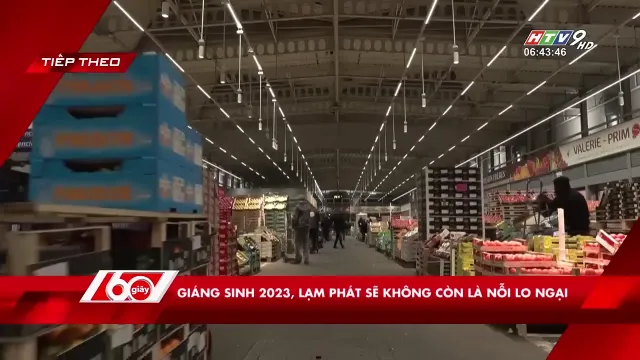 TIẾP THEO
HTV9 HD
06:43:46
VALERIE - PRIM
60 giây
GIÁNG SINH 2023, LẠM PHÁT SẼ KHÔNG CÒN LÀ NỖI LO NGẠI